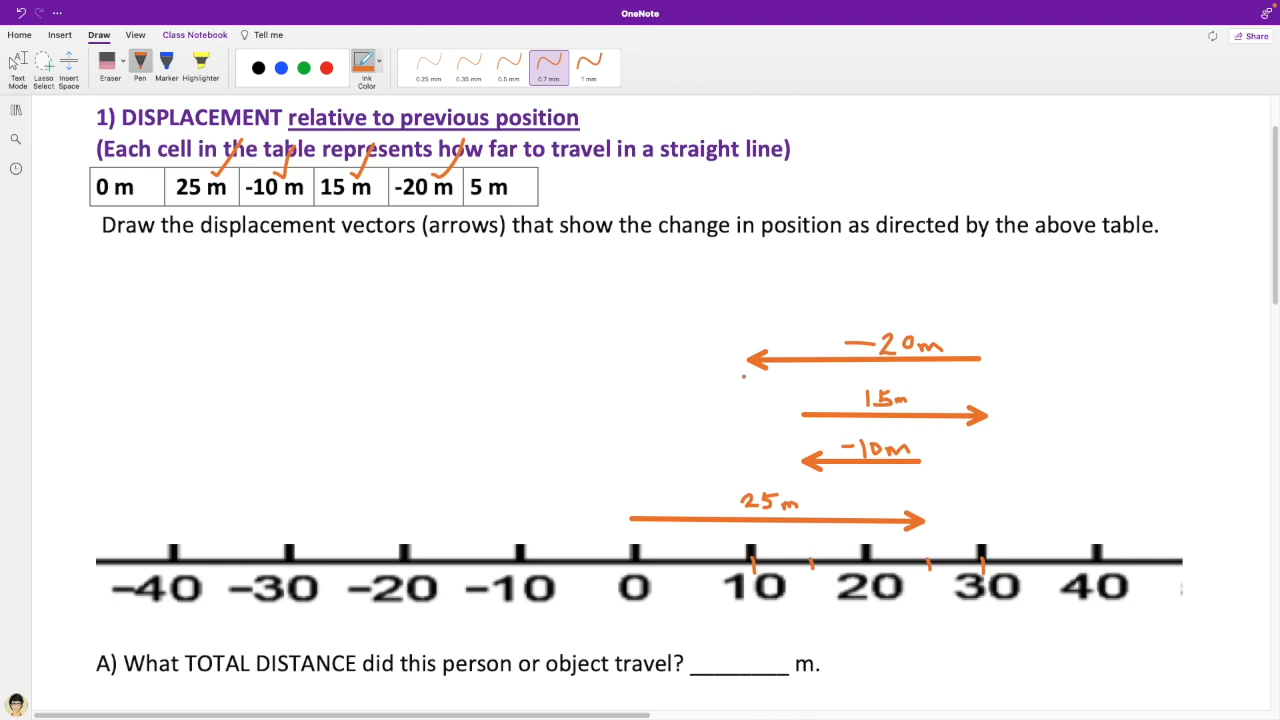 OneNote
Home Insert Draw View Class Notebook Tell me
Share
Text Mode Lasso Select Insert Space Eraser Pen Marker Highlighter Ink Color 0.25 mm 0.35 mm 0.5 mm 0.7 mm 1 mm
1) DISPLACEMENT relative to previous position
(Each cell in the table represents how far to travel in a straight line)
0 m 25 m -10 m 15 m -20 m 5 m
Draw the displacement vectors (arrows) that show the change in position as directed by the above table.
-20m
15m
-10m
25m
-40 -30 -20 -10 0 10 20 30 40
A) What TOTAL DISTANCE did this person or object travel? ________ m.